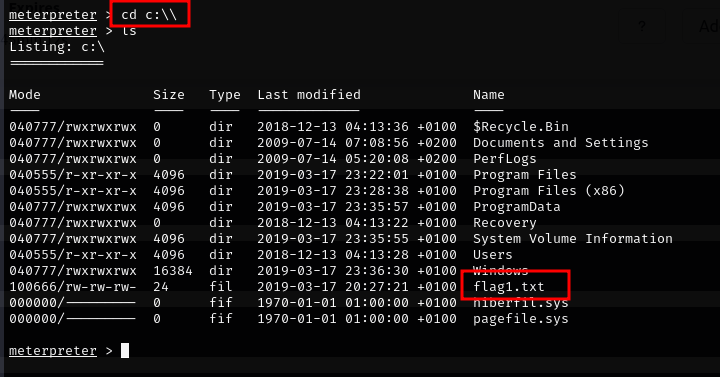 meterpreter > cd c:\\
meterpreter > ls
Listing: c:\
============
Mode Size Type Last modified Name
---- ---- ---- ------------- ----
040777/rwxrwxrwx 0 dir 2018-12-13 04:13:36 +0100 $Recycle.Bin
040777/rwxrwxrwx 0 dir 2009-07-14 07:08:56 +0200 Documents and Settings
040777/rwxrwxrwx 0 dir 2009-07-14 05:20:08 +0200 PerfLogs
040555/r-xr-xr-x 4096 dir 2019-03-17 23:22:01 +0100 Program Files
040555/r-xr-xr-x 4096 dir 2019-03-17 23:28:38 +0100 Program Files (x86)
040777/rwxrwxrwx 4096 dir 2019-03-17 23:35:57 +0100 ProgramData
040777/rwxrwxrwx 0 dir 2018-12-13 04:13:22 +0100 Recovery
040777/rwxrwxrwx 4096 dir 2019-03-17 23:35:55 +0100 System Volume Information
040555/r-xr-xr-x 4096 dir 2018-12-13 04:13:28 +0100 Users
040777/rwxrwxrwx 16384 dir 2019-03-17 23:36:30 +0100 Windows
100666/rw-rw-rw- 24 fil 2019-03-17 20:27:21 +0100 flag1.txt
000000/--------- 0 fif 1970-01-01 01:00:00 +0100 hiberfil.sys
000000/--------- 0 fif 1970-01-01 01:00:00 +0100 pagefile.sys
meterpreter >